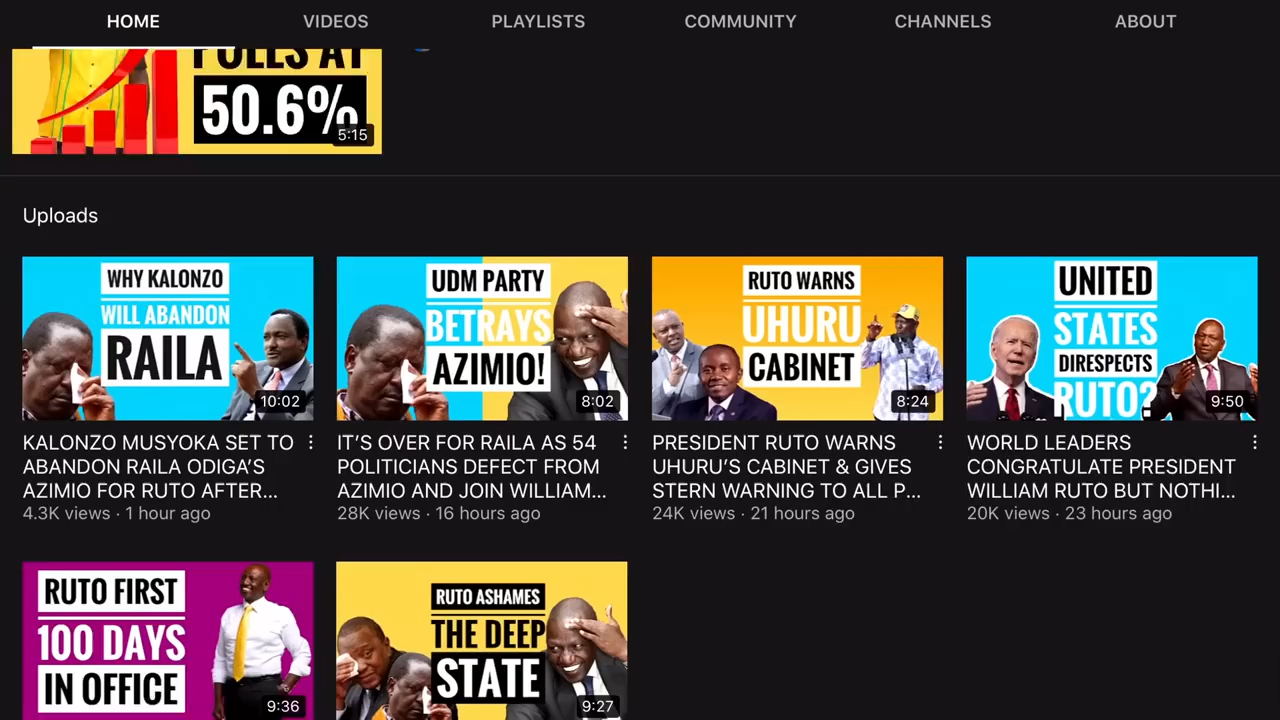 HOME
VIDEOS
PLAYLISTS
COMMUNITY
CHANNELS
ABOUT
POLLS AT
50.6%
5:15
Uploads
WHY KALONZO
WILL ABANDON
RAILA
10:02
KALONZO MUSYOKA SET TO
ABANDON RAILA ODIGA'S
AZIMIO FOR RUTO AFTER...
4.3K views · 1 hour ago
UDM PARTY
BETRAYS
AZIMIO!
8:02
IT'S OVER FOR RAILA AS 54
POLITICIANS DEFECT FROM
AZIMIO AND JOIN WILLIAM...
28K views · 16 hours ago
RUTO WARNS
UHURU
CABINET
8:24
PRESIDENT RUTO WARNS
UHURU'S CABINET & GIVES
STERN WARNING TO ALL P...
24K views · 21 hours ago
UNITED
STATES
DIRESPECTS
RUTO?
9:50
WORLD LEADERS
CONGRATULATE PRESIDENT
WILLIAM RUTO BUT NOTHI...
20K views · 23 hours ago
RUTO FIRST
100 DAYS
IN OFFICE
9:36
RUTO ASHAMES
THE DEEP
STATE
9:27